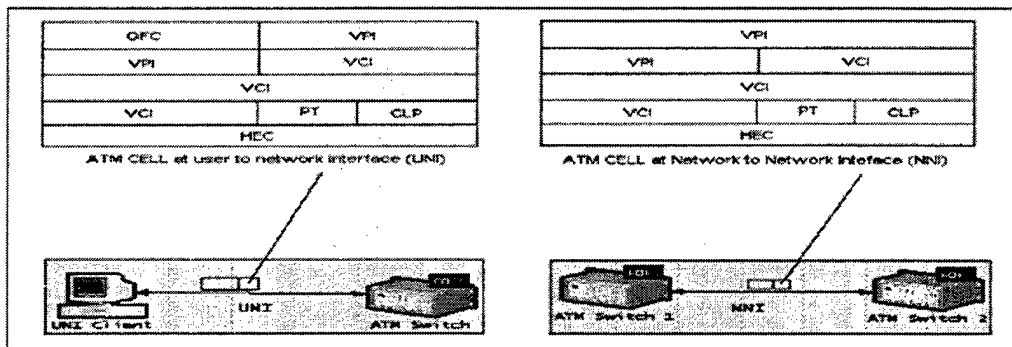 GFC VPI
VPI VCI
VCI
VCI PT CLP
HEC
ATM CELL at user to network interface (UNI)
UNI
UNI Client
ATM Switch
VPI
VPI VCI
VCI
VCI PT CLP
HEC
ATM CELL at Network to Network Inteface (NNI)
NNI
ATM Switch 1
ATM Switch 2